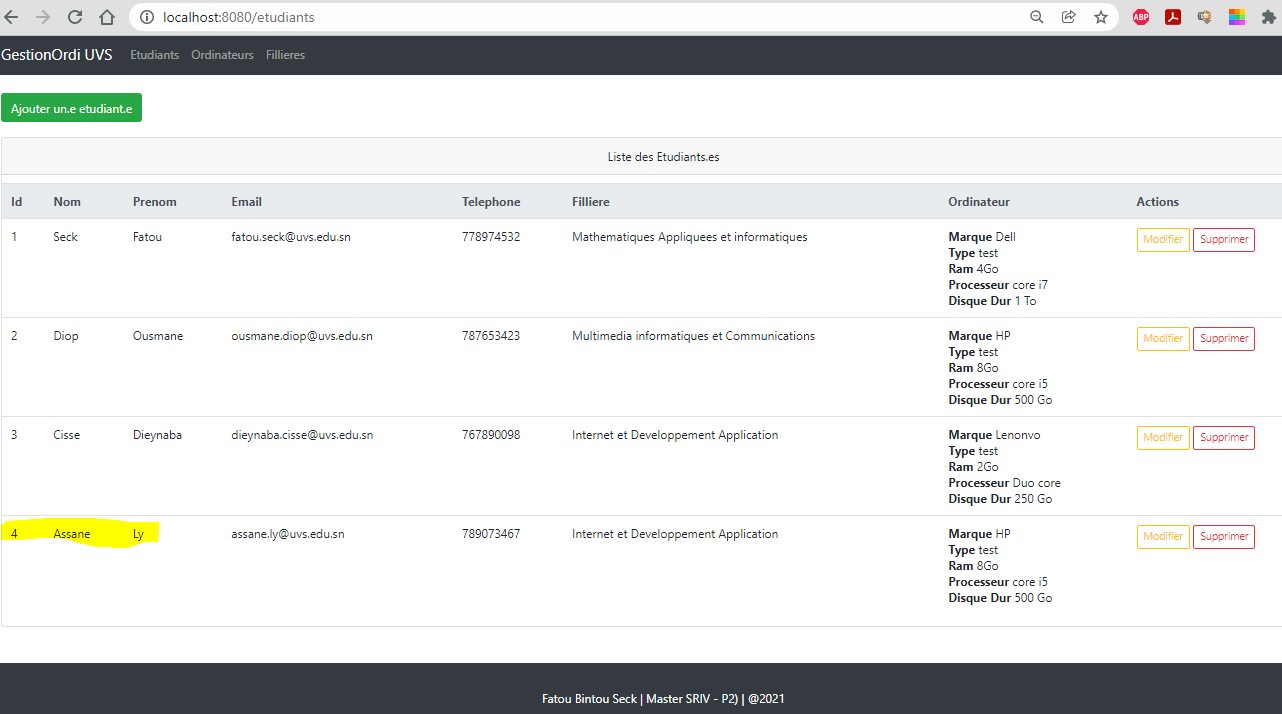 localhost:8080/etudiants
ABP
GestionOrdi UVS Etudiants Ordinateurs Fillieres
Ajouter un.e etudiant.e
Liste des Etudiants.es
Id Nom Prenom Email Telephone Filliere Ordinateur Actions
1 Seck Fatou fatou.seck@uvs.edu.sn 778974532 Mathematiques Appliquees et informatiques Marque Dell Modifier Supprimer
Type test
Ram 4Go
Processeur core i7
Disque Dur 1 To
2 Diop Ousmane ousmane.diop@uvs.edu.sn 787653423 Multimedia informatiques et Communications Marque HP Modifier Supprimer
Type test
Ram 8Go
Processeur core i5
Disque Dur 500 Go
3 Cisse Dieynaba dieynaba.cisse@uvs.edu.sn 767890098 Internet et Developpement Application Marque Lenonvo Modifier Supprimer
Type test
Ram 2Go
Processeur Duo core
Disque Dur 250 Go
4 Assane Ly assane.ly@uvs.edu.sn 789073467 Internet et Developpement Application Marque HP Modifier Supprimer
Type test
Ram 8Go
Processeur core i5
Disque Dur 500 Go
Fatou Bintou Seck | Master SRIV - P2) | @2021